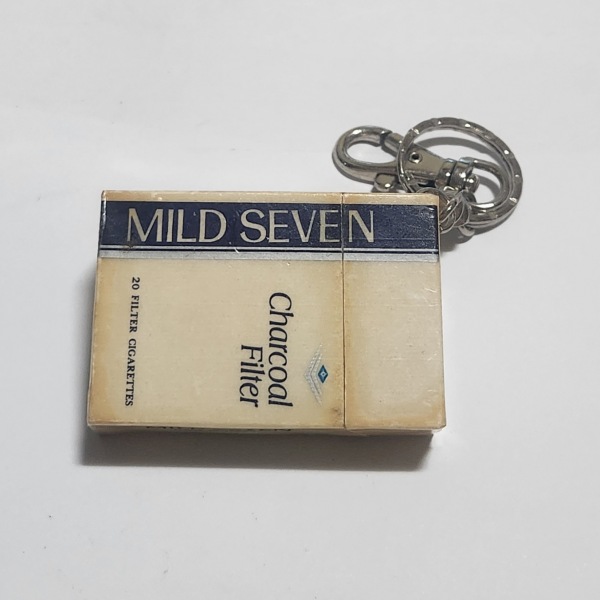 MILD SEVEN
Charcoal
Filter
20 FILTER CIGARETTES